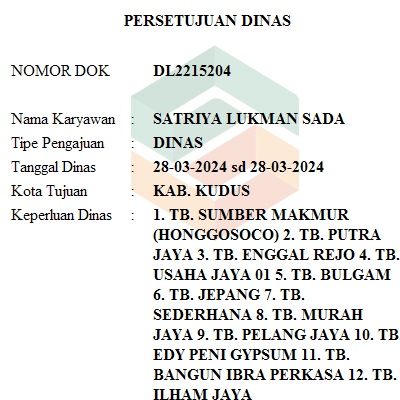 PERSETUJUAN DINAS
NOMOR DOK DL2215204
Nama Karyawan : SATRIYA LUKMAN SADA
Tipe Pengajuan : DINAS
Tanggal Dinas : 28-03-2024 sd 28-03-2024
Kota Tujuan : KAB. KUDUS
Keperluan Dinas : 1. TB. SUMBER MAKMUR
(HONGGOSOCO) 2. TB. PUTRA
JAYA 3. TB. ENGGAL REJO 4. TB.
USAHA JAYA 01 5. TB. BULGAM
6. TB. JEPANG 7. TB.
SEDERHANA 8. TB. MURAH
JAYA 9. TB. PELANG JAYA 10. TB.
EDY PENI GYPSUM 11. TB.
BANGUN IBRA PERKASA 12. TB.
ILHAM JAYA